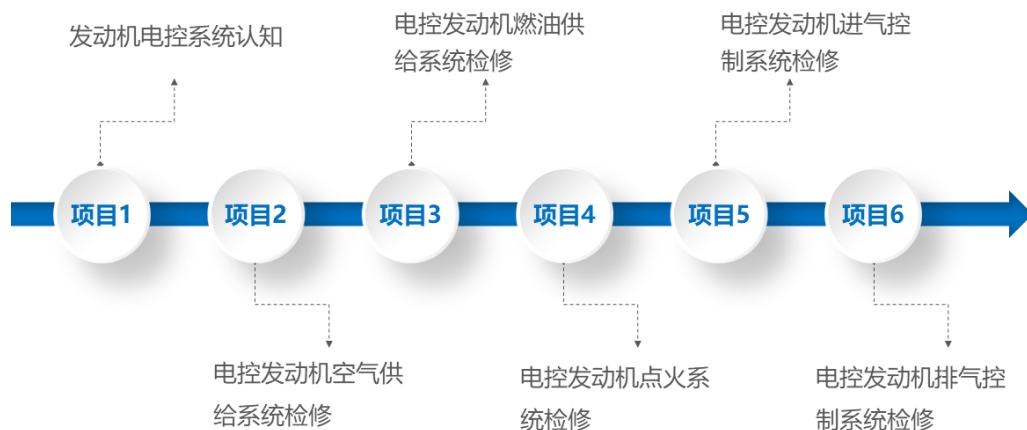 发动机电控系统认知
电控发动机燃油供
给系统检修
电控发动机进气控
制系统检修
项目1
项目2
项目3
项目4
项目5
项目6
电控发动机空气供
给系统检修
电控发动机点火系
统检修
电控发动机排气控
制系统检修